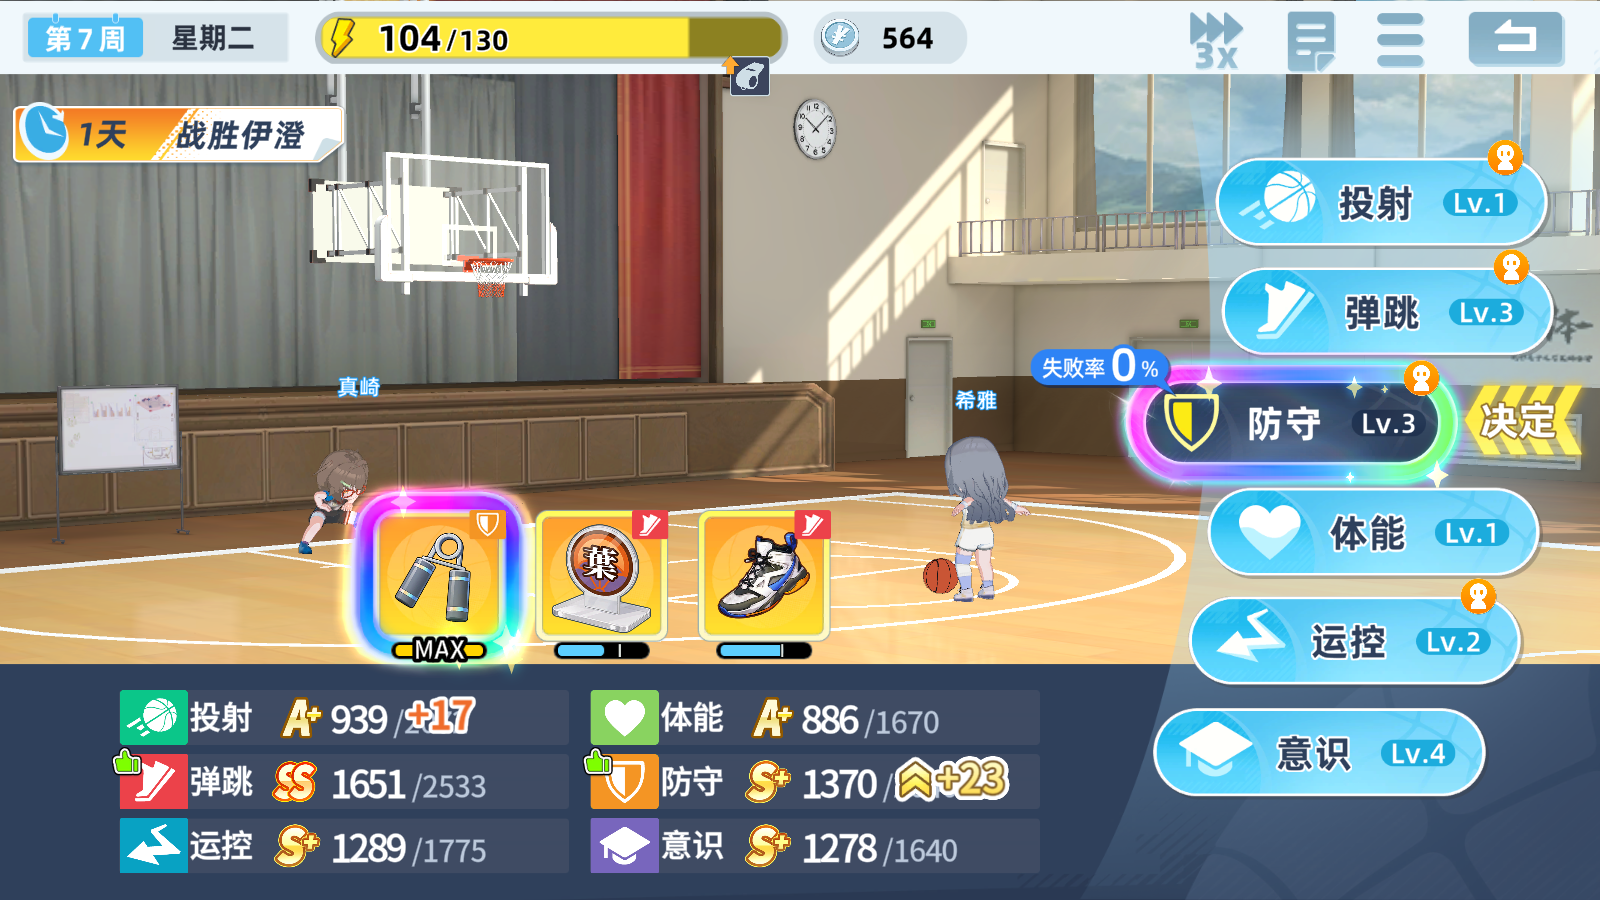 第7周 星期二
104/130
564
3x
1天 战胜伊澄
投射 Lv.1
弹跳 Lv.3
失败率0%
防守 Lv.3
决定
体能 Lv.1
运控 Lv.2
意识 Lv.4
真崎
希雅
葉
MAX
投射 A+ 939/ +17
体能 A+ 886/1670
弹跳 SS 1651/2533
防守 S+ 1370/ +23
运控 S+ 1289/1775
意识 S+ 1278/1640